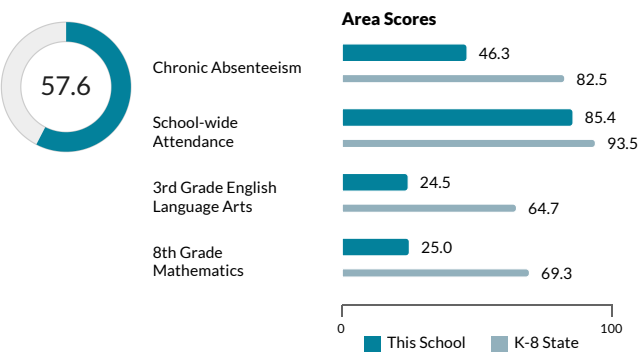 Area Scores
57.6
Chronic Absenteeism
46.3
82.5
School-wide
Attendance
85.4
93.5
3rd Grade English
Language Arts
24.5
64.7
8th Grade
Mathematics
25.0
69.3
0
100
This School
K-8 State